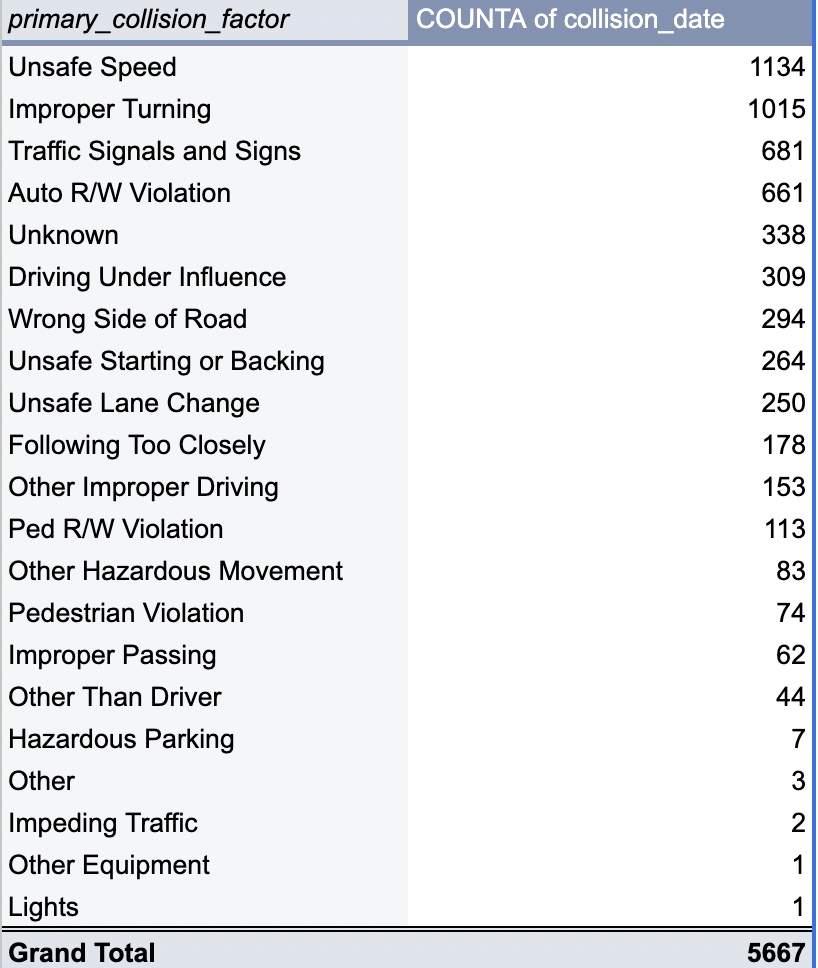 primary_collision_factor COUNTA of collision_date
Unsafe Speed 1134
Improper Turning 1015
Traffic Signals and Signs 681
Auto R/W Violation 661
Unknown 338
Driving Under Influence 309
Wrong Side of Road 294
Unsafe Starting or Backing 264
Unsafe Lane Change 250
Following Too Closely 178
Other Improper Driving 153
Ped R/W Violation 113
Other Hazardous Movement 83
Pedestrian Violation 74
Improper Passing 62
Other Than Driver 44
Hazardous Parking 7
Other 3
Impeding Traffic 2
Other Equipment 1
Lights 1
Grand Total 5667